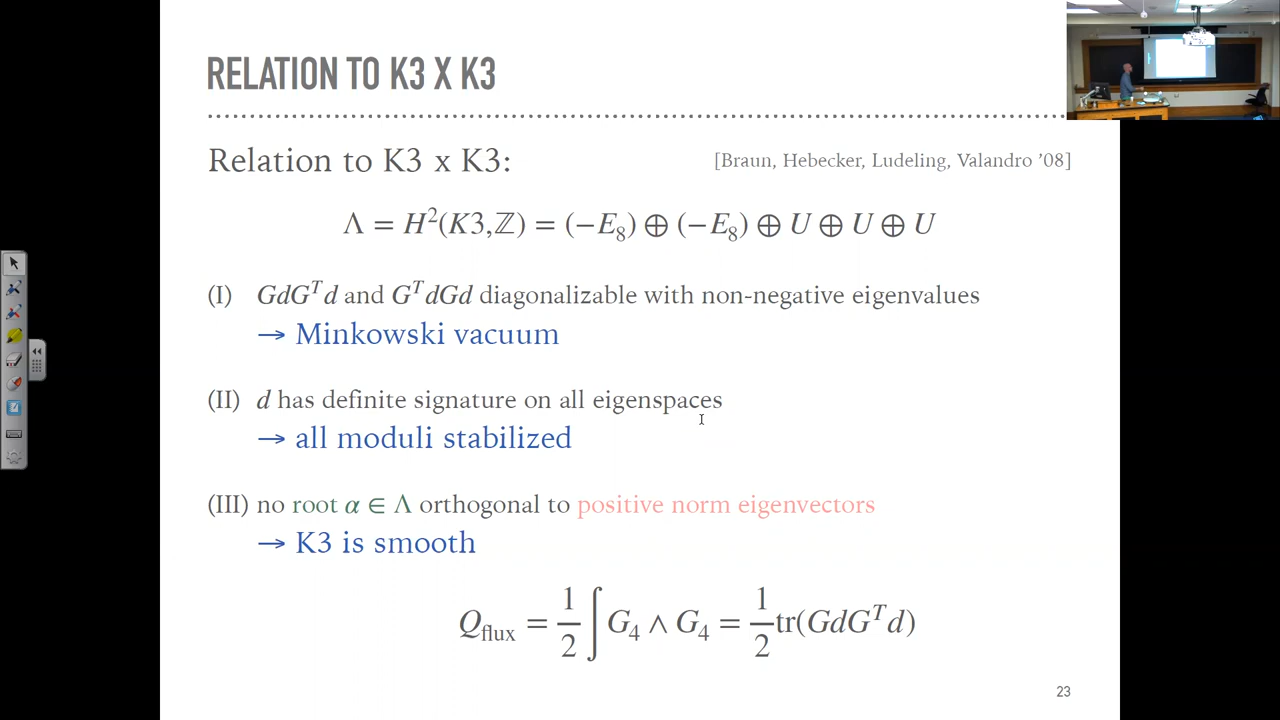 RELATION TO K3 X K3
Relation to K3 x K3:
[Braun, Hebecker, Ludeling, Valandro ’08]
Λ = H²(K3,ℤ) = (−E₈) ⊕ (−E₈) ⊕ U ⊕ U ⊕ U
(I) GdGᵀd and GᵀdGd diagonalizable with non-negative eigenvalues
→ Minkowski vacuum
(II) d has definite signature on all eigenspaces
→ all moduli stabilized
(III) no root α ∈ Λ orthogonal to positive norm eigenvectors
→ K3 is smooth
Q_flux = 1/2 ∫ G₄ ∧ G₄ = 1/2 tr(GdGᵀd)
23